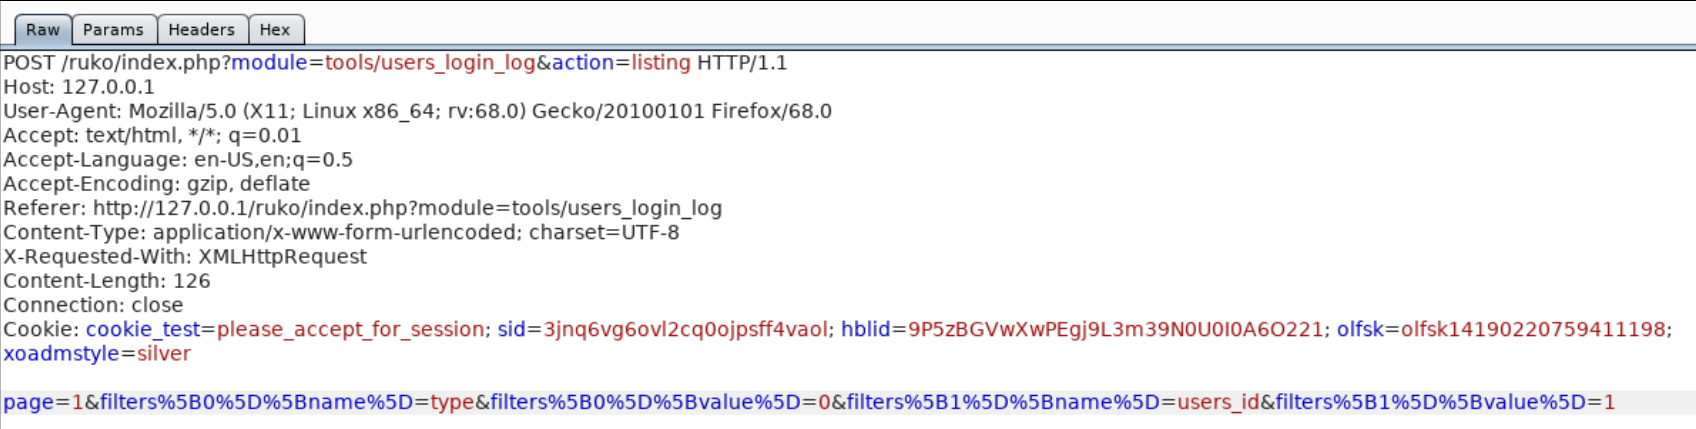 Raw Params Headers Hex
POST /ruko/index.php?module=tools/users_login_log&action=listing HTTP/1.1
Host: 127.0.0.1
User-Agent: Mozilla/5.0 (X11; Linux x86_64; rv:68.0) Gecko/20100101 Firefox/68.0
Accept: text/html, */*; q=0.01
Accept-Language: en-US,en;q=0.5
Accept-Encoding: gzip, deflate
Referer: http://127.0.0.1/ruko/index.php?module=tools/users_login_log
Content-Type: application/x-www-form-urlencoded; charset=UTF-8
X-Requested-With: XMLHttpRequest
Content-Length: 126
Connection: close
Cookie: cookie_test=please_accept_for_session; sid=3jnq6vg6ovl2cq0ojpsff4vaol; hblid=9P5zBGVwXwPEgj9L3m39N0U0I0A6O221; olfsk=olfsk14190220759411198;
xoadmstyle=silver
page=1&filters%5B0%5D%5Bname%5D=type&filters%5B0%5D%5Bvalue%5D=0&filters%5B1%5D%5Bname%5D=users_id&filters%5B1%5D%5Bvalue%5D=1